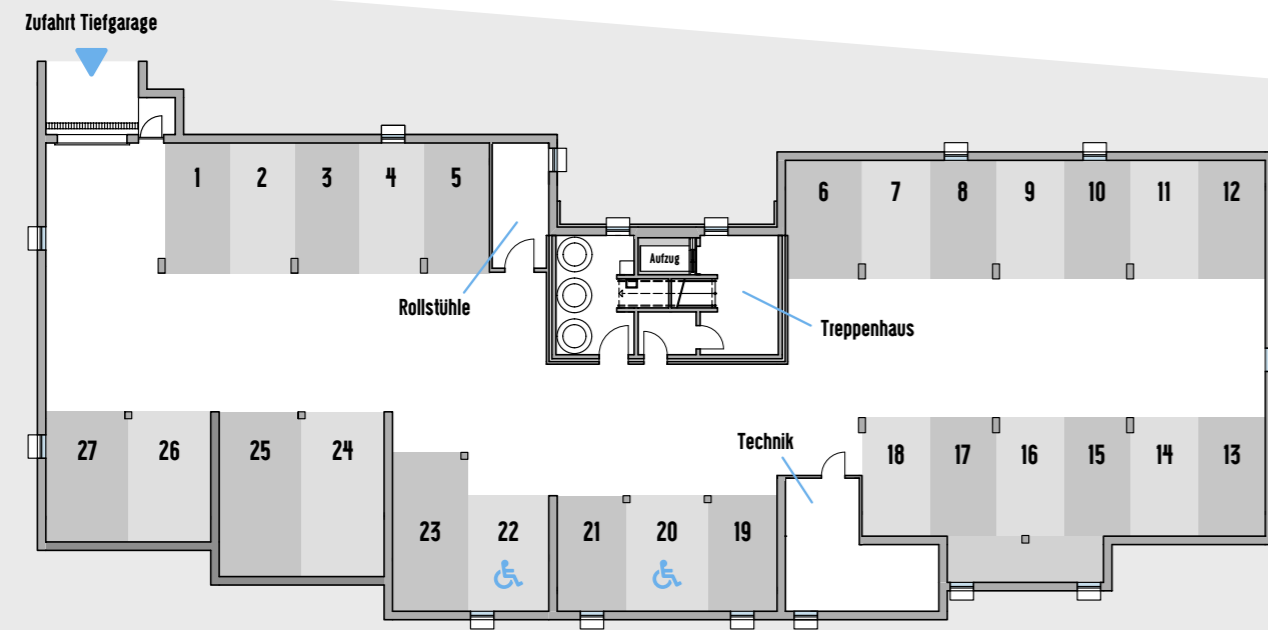 Zufahrt Tiefgarage
1 2 3 4 5
6 7 8 9 10 11 12
Aufzug
Rollstühle
Treppenhaus
27 26 25 24
Technik
18 17 16 15 14 13
23 22 21 20 19